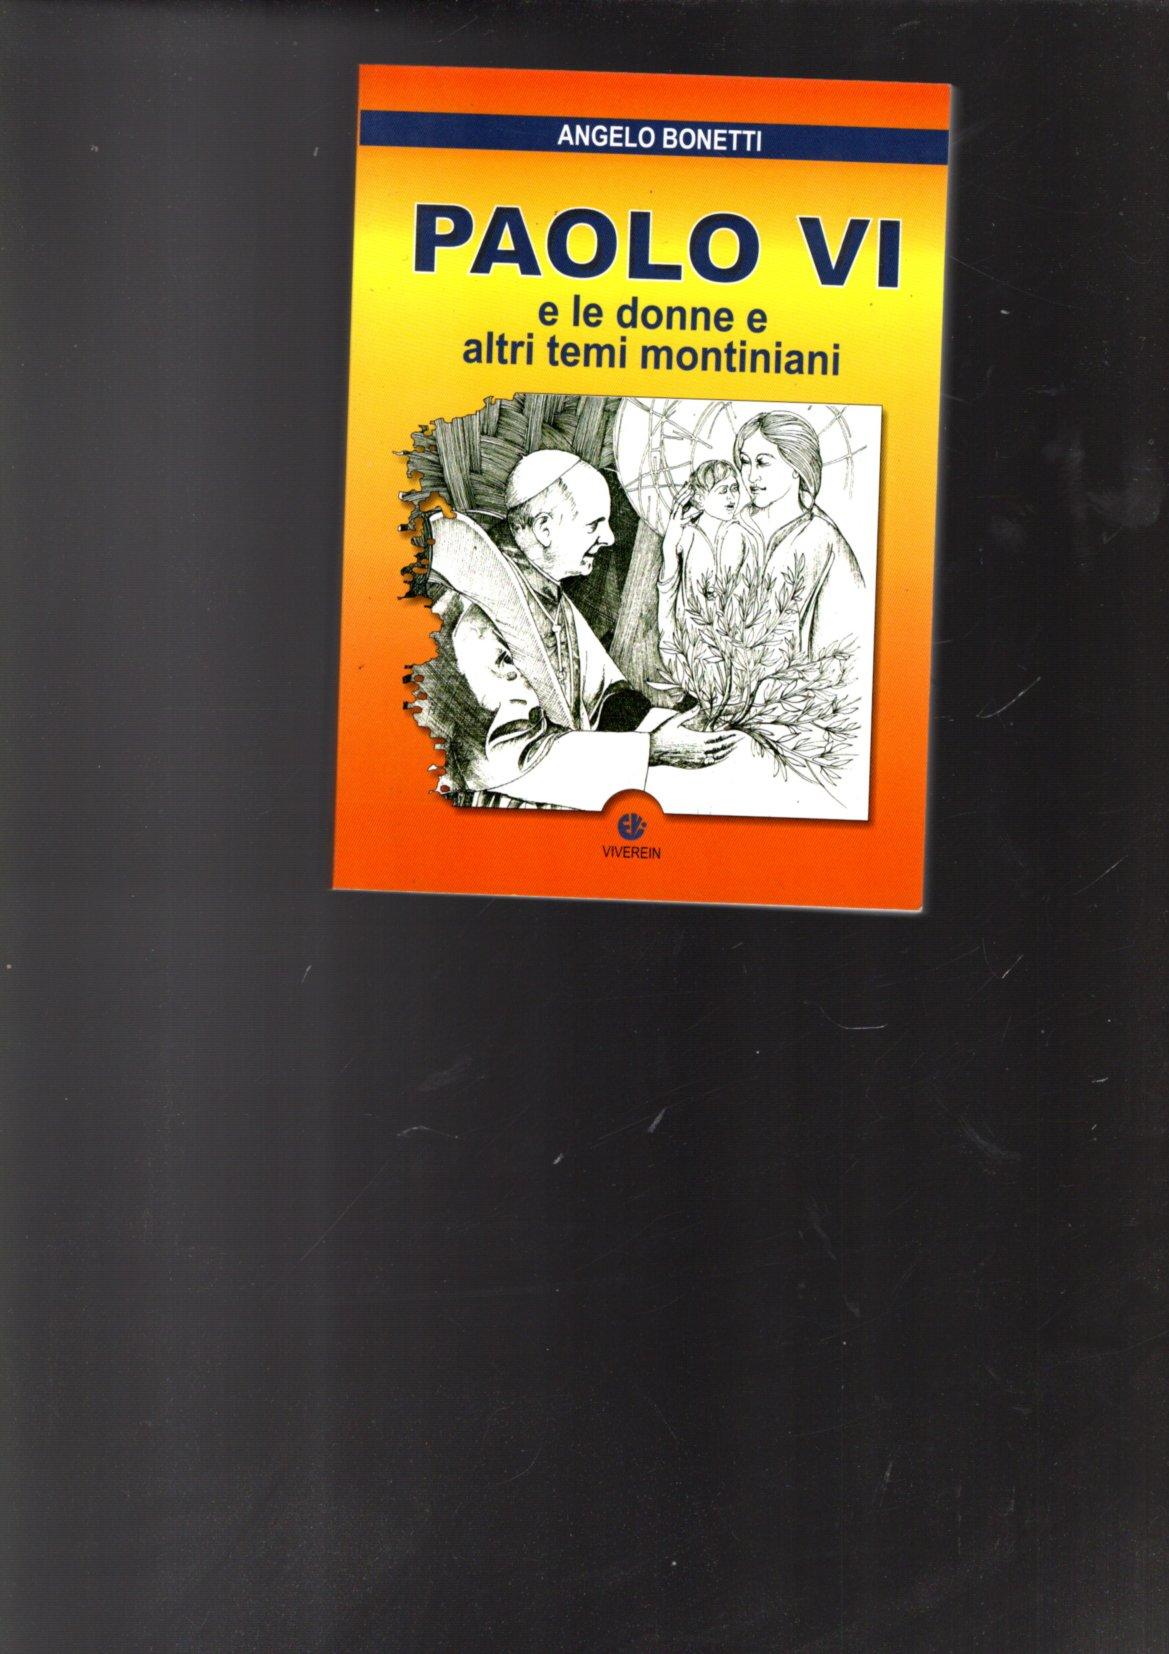 ANGELO BONETTI
PAOLO VI
e le donne e
altri temi montiniani
VIVEREIN